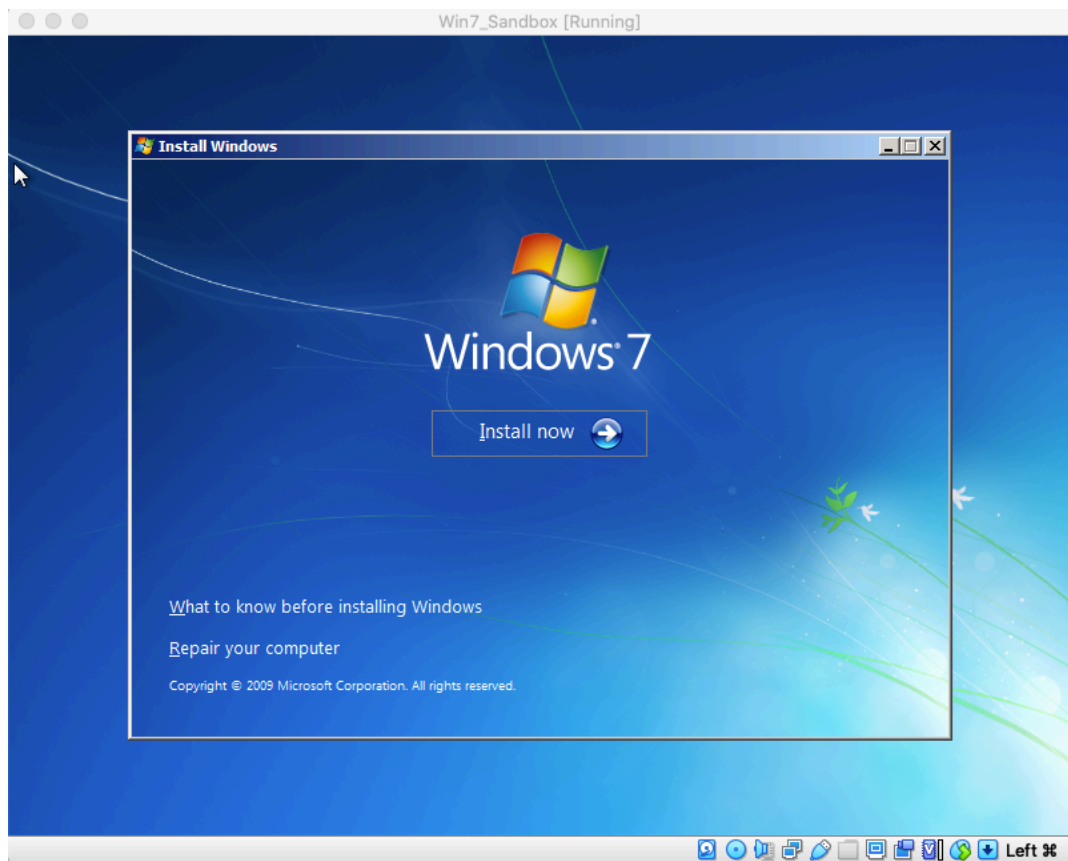 Win7_Sandbox [Running]
Install Windows
Windows® 7
Install now
What to know before installing Windows
Repair your computer
Copyright © 2009 Microsoft Corporation. All rights reserved.
Left ⌘